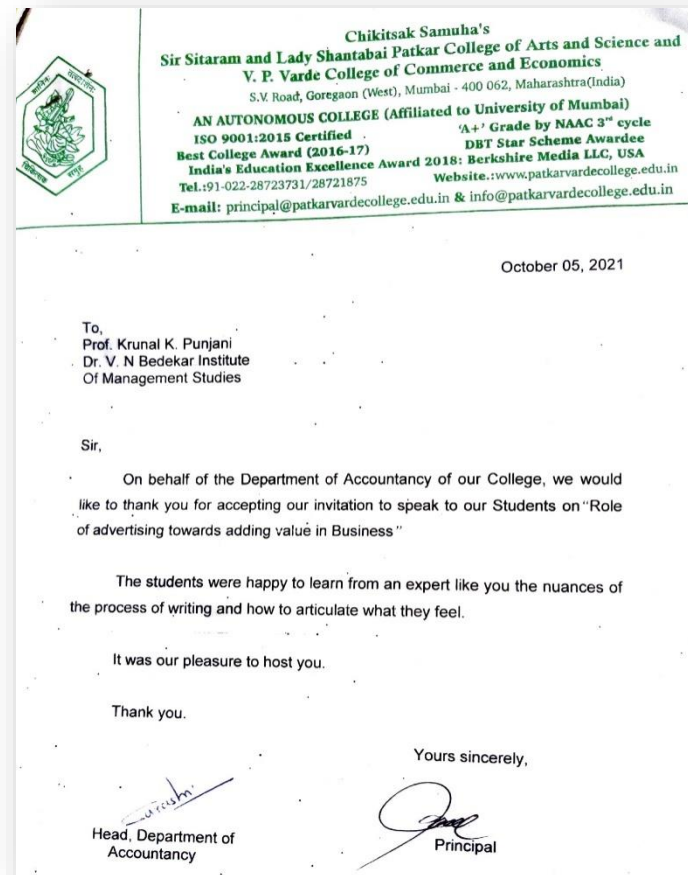 Chikitsak Samuha's
Sir Sitaram and Lady Shantabai Patkar College of Arts and Science and
V. P. Varde College of Commerce and Economics
S.V. Road, Goregaon (West), Mumbai - 400 062, Maharashtra(India)
AN AUTONOMOUS COLLEGE (Affiliated to University of Mumbai)
ISO 9001:2015 Certified 'A+' Grade by NAAC 3rd cycle
Best College Award (2016-17) DBT Star Scheme Awardee
India's Education Excellence Award 2018: Berkshire Media LLC, USA
Tel.:91-022-28723731/28721875 Website.:www.patkarvardecollege.edu.in
E-mail: principal@patkarvardecollege.edu.in & info@patkarvardecollege.edu.in
October 05, 2021
To,
Prof. Krunal K. Punjani
Dr. V. N Bedekar Institute
Of Management Studies
Sir,
On behalf of the Department of Accountancy of our College, we would
like to thank you for accepting our invitation to speak to our Students on "Role
of advertising towards adding value in Business "
The students were happy to learn from an expert like you the nuances of
the process of writing and how to articulate what they feel.
It was our pleasure to host you.
Thank you.
Yours sincerely,
Head, Department of
Accountancy
Principal